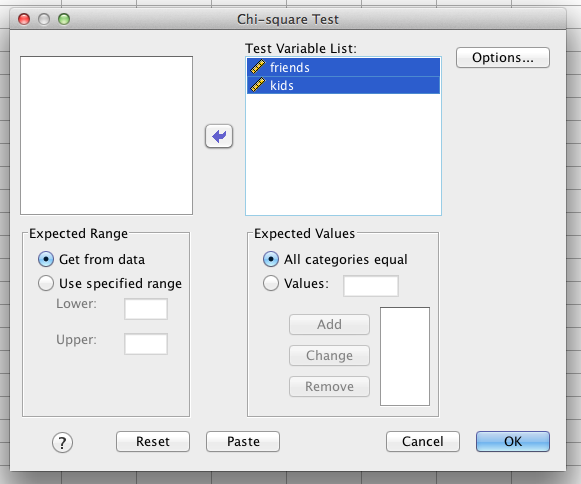 Chi-square Test
Test Variable List:
friends
kids
Options...
Expected Range
Get from data
Use specified range
Lower:
Upper:
Expected Values
All categories equal
Values:
Add
Change
Remove
?
Reset
Paste
Cancel
OK